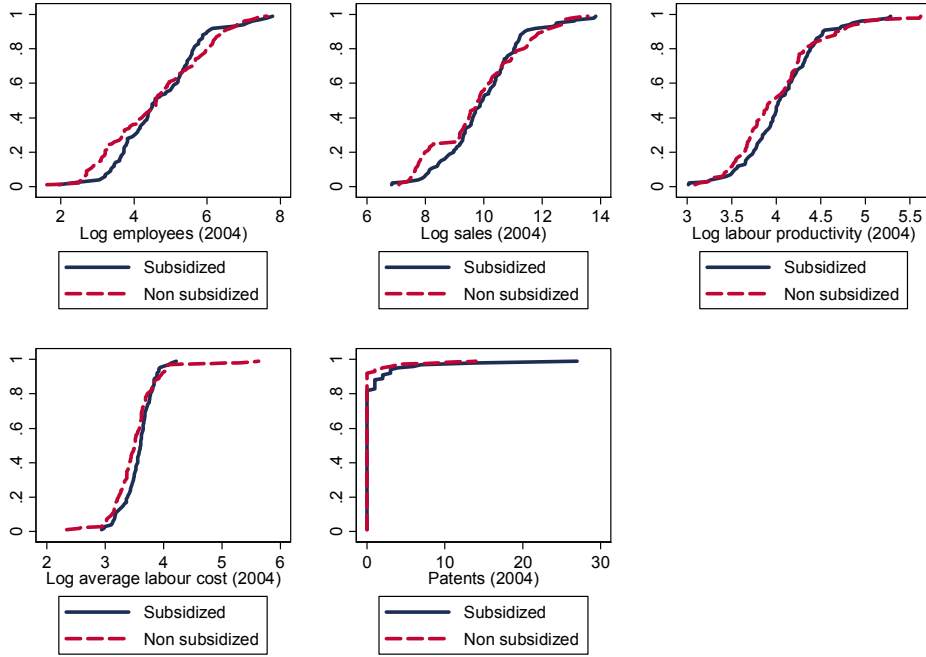 1
.8
.6
.4
.2
0
2 4 6 8
Log employees (2004)
Subsidized
Non subsidized
1
.8
.6
.4
.2
0
6 8 10 12 14
Log sales (2004)
Subsidized
Non subsidized
1
.8
.6
.4
.2
0
3 3.5 4 4.5 5 5.5
Log labour productivity (2004)
Subsidized
Non subsidized
1
.8
.6
.4
.2
0
2 3 4 5 6
Log average labour cost (2004)
Subsidized
Non subsidized
1
.8
.6
.4
.2
0
0 10 20 30
Patents (2004)
Subsidized
Non subsidized